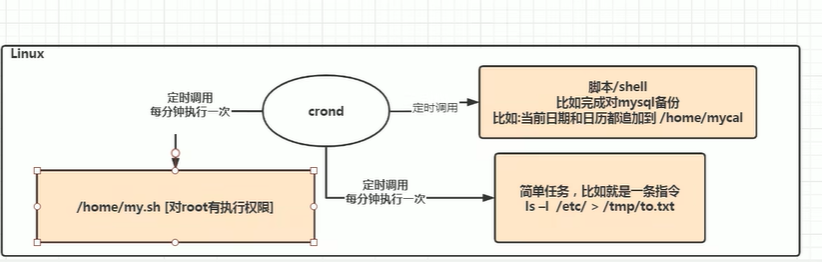 Linux
定时调用
每分钟执行一次
crond
定时调用
脚本/shell
比如完成对mysql备份
比如:当前日期和日历都追加到 /home/mycal
/home/my.sh [对root有执行权限]
定时调用
每分钟执行一次
简单任务，比如就是一条指令
ls –l /etc/ > /tmp/to.txt